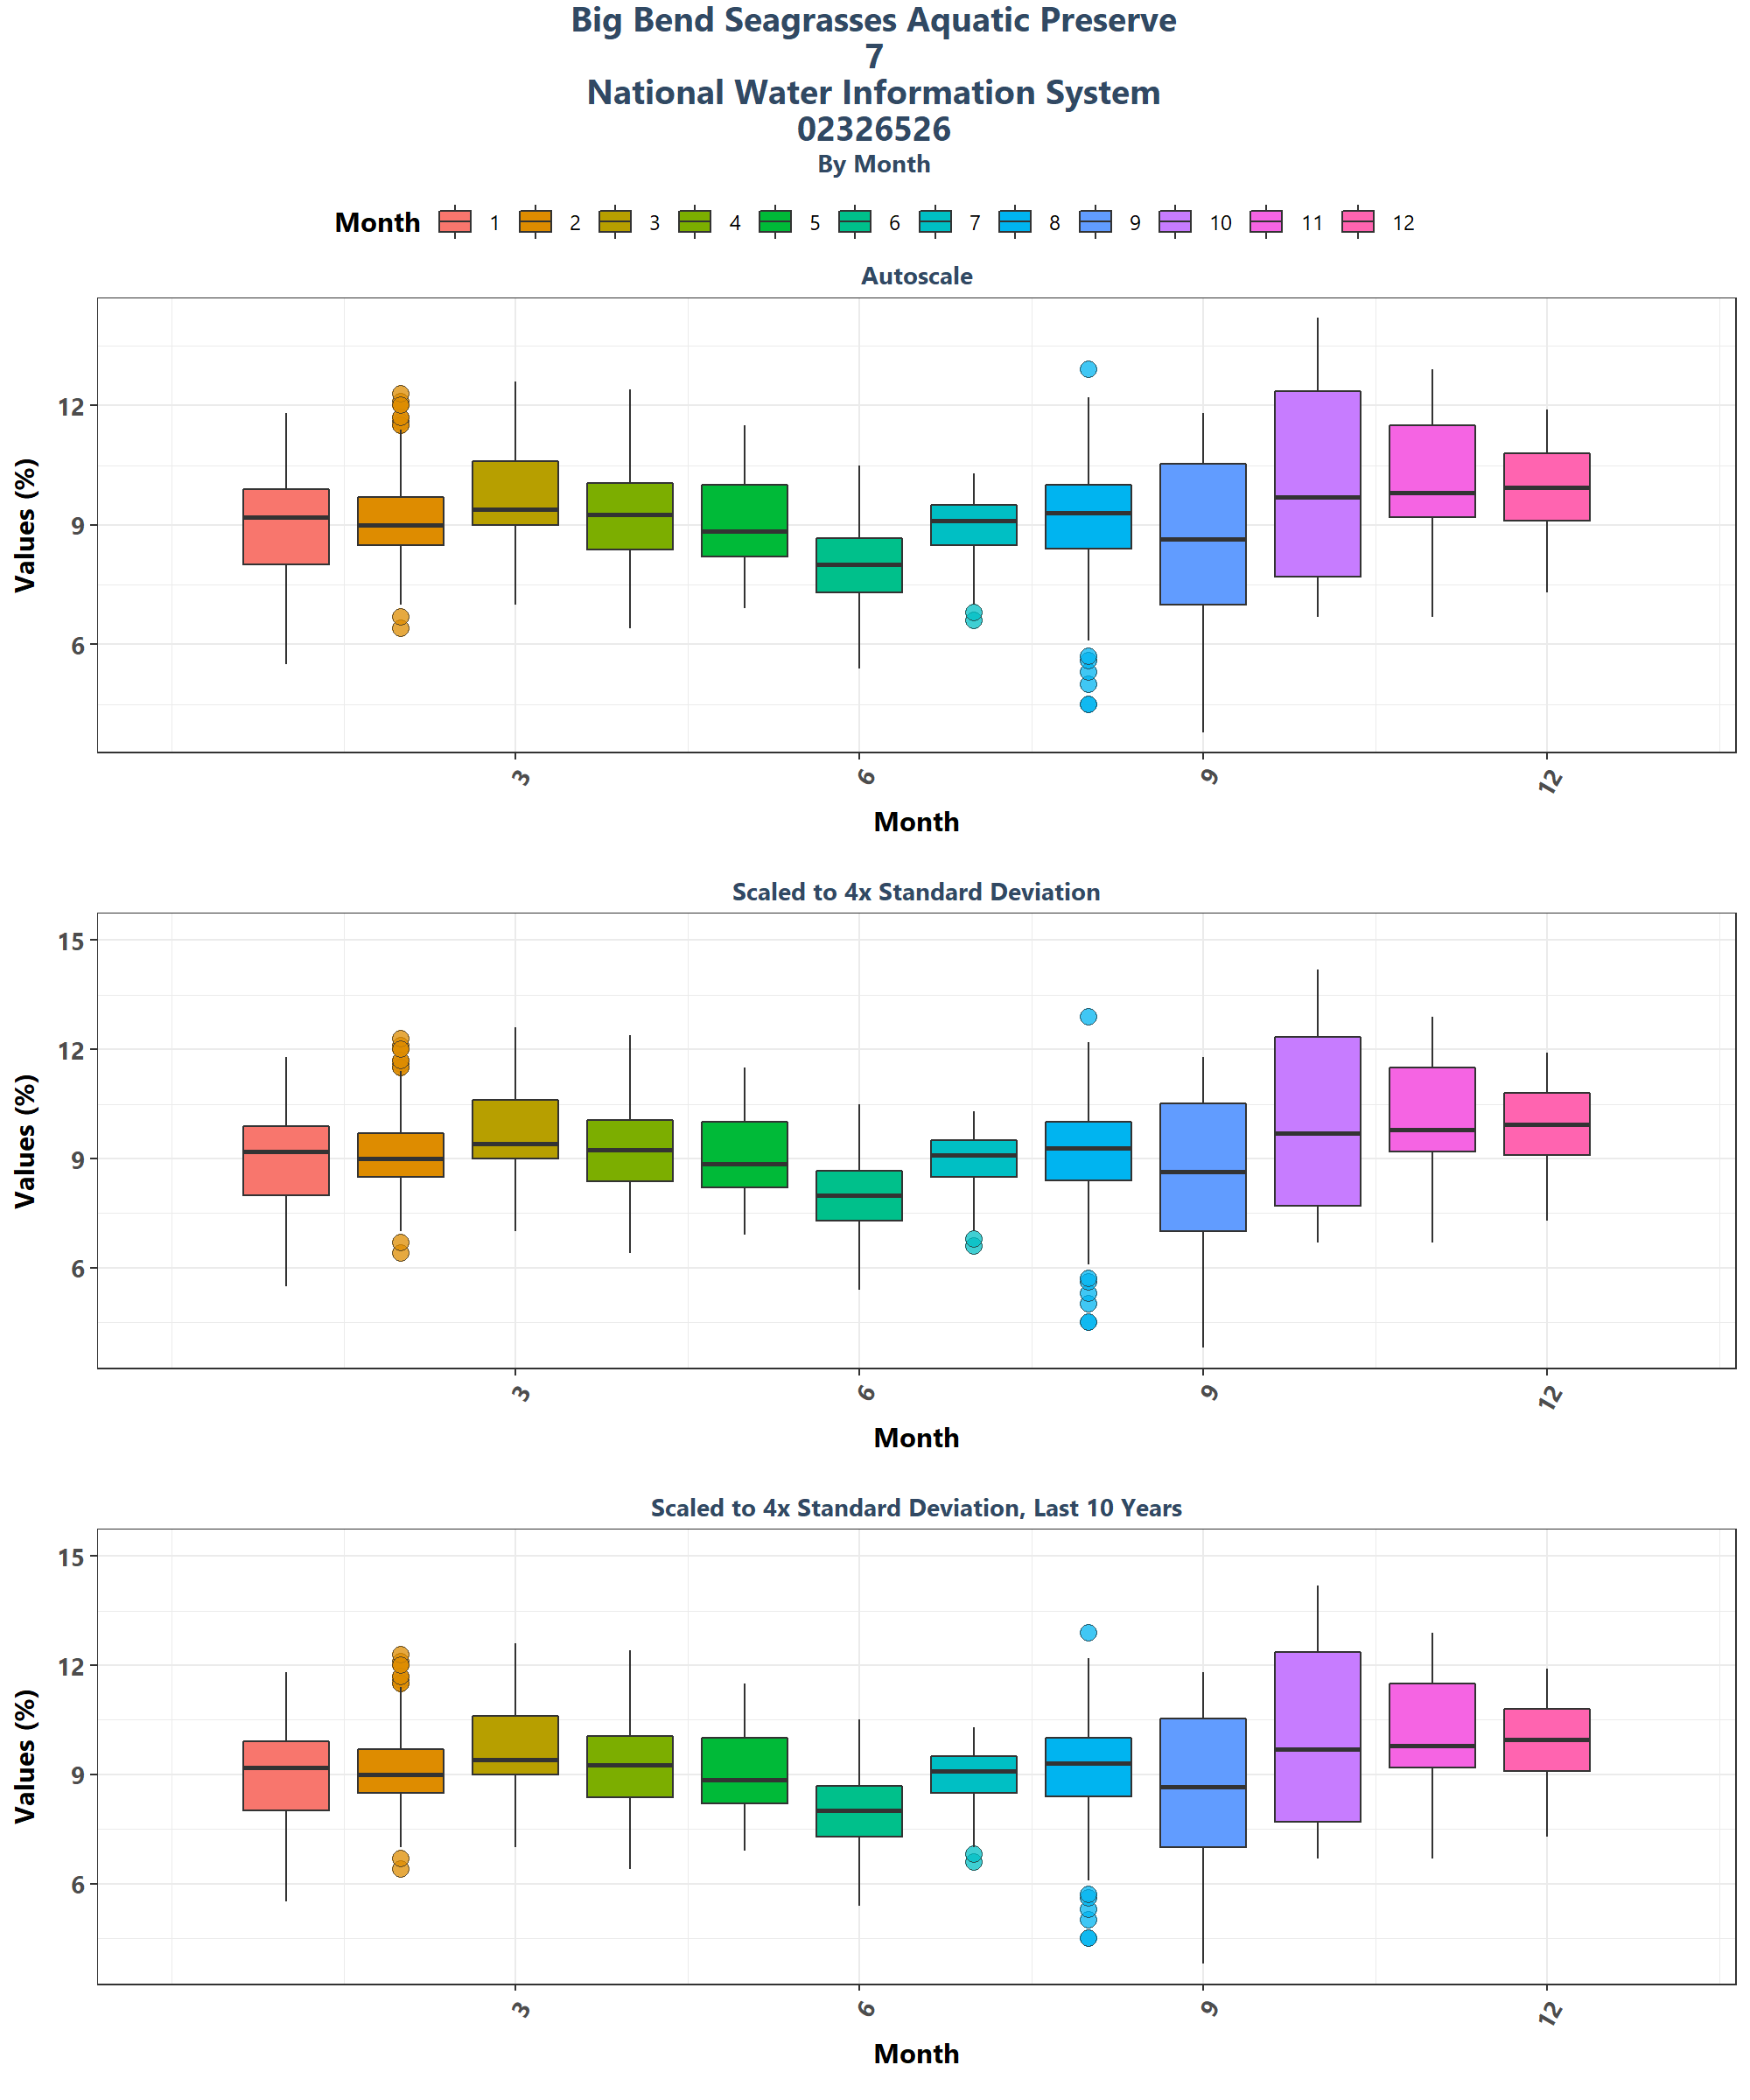 Big Bend Seagrasses Aquatic Preserve
7
National Water Information System
02326526
By Month
Month 1 2 3 4 5 6 7 8 9 10 11 12
Autoscale
Values (%)
12
9
6
3 6 9 12
Month
Scaled to 4x Standard Deviation
Values (%)
15
12
9
6
3 6 9 12
Month
Scaled to 4x Standard Deviation, Last 10 Years
Values (%)
15
12
9
6
3 6 9 12
Month